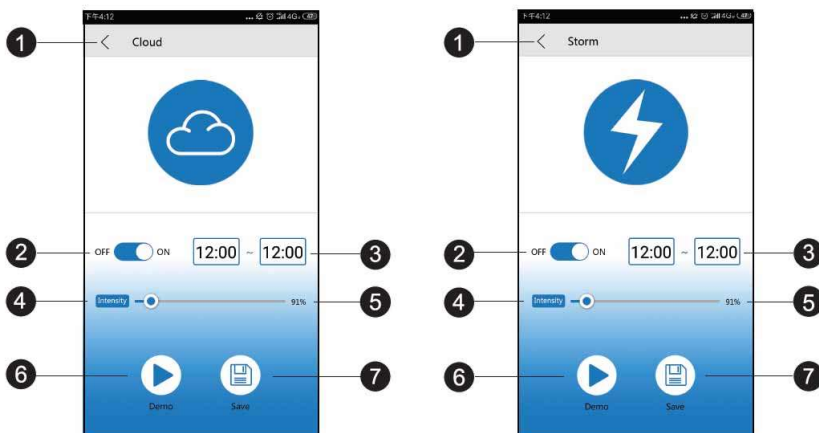 下午4:12 ... 4G
1 Cloud
OFF ON 12:00 ~ 12:00
2 3
4 Intensity 91% 5
6 7
Demo Save
下午4:12 ... 4G
1 Storm
OFF ON 12:00 ~ 12:00
2 3
4 Intensity 91% 5
6 7
Demo Save